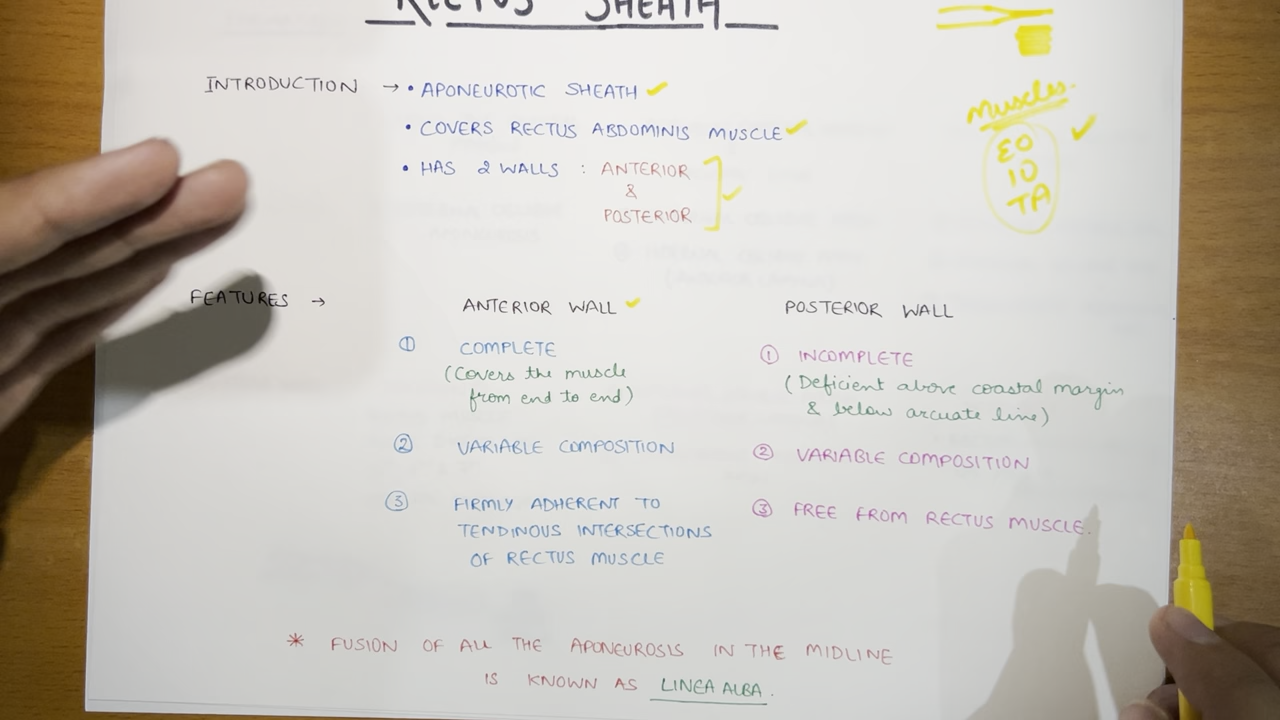 RECTUS SHEATH
INTRODUCTION → • APONEUROTIC SHEATH
• COVERS RECTUS ABDOMINIS MUSCLE
• HAS 2 WALLS : ANTERIOR
&
POSTERIOR
Muscles.
EO
IO
TA
FEATURES →
ANTERIOR WALL
① COMPLETE
(Covers the muscle
from end to end)
② VARIABLE COMPOSITION
③ FIRMLY ADHERENT TO
TENDINOUS INTERSECTIONS
OF RECTUS MUSCLE
POSTERIOR WALL
① INCOMPLETE
(Deficient above coastal margin
& below arcuate line)
② VARIABLE COMPOSITION
③ FREE FROM RECTUS MUSCLE.
* FUSION OF ALL THE APONEUROSIS IN THE MIDLINE
IS KNOWN AS LINEA ALBA.